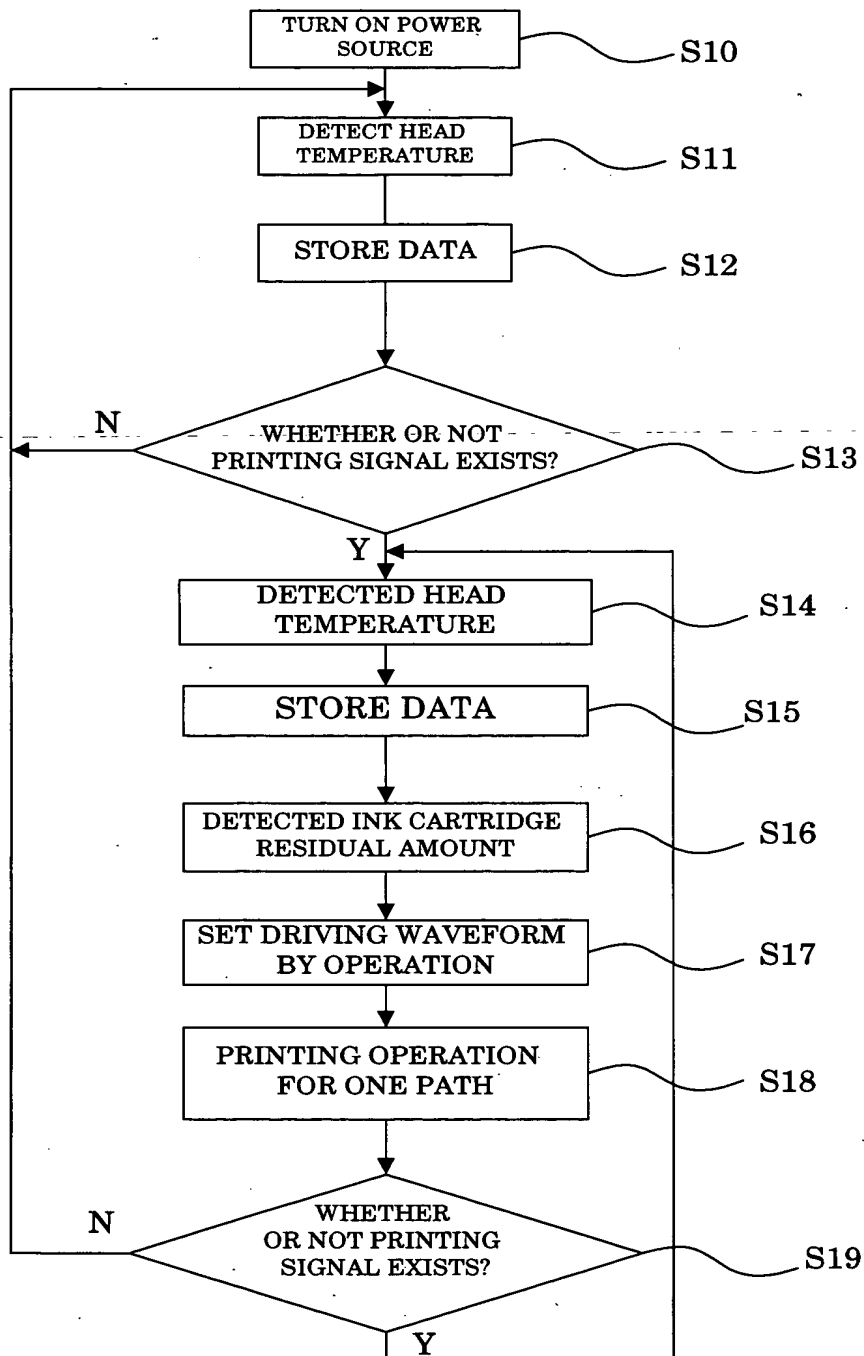 TURN ON POWER
SOURCE
S10
DETECT HEAD
TEMPERATURE
S11
STORE DATA
S12
N
WHETHER OR NOT
PRINTING SIGNAL EXISTS?
S13
Y
DETECTED HEAD
TEMPERATURE
S14
STORE DATA
S15
DETECTED INK CARTRIDGE
RESIDUAL AMOUNT
S16
SET DRIVING WAVEFORM
BY OPERATION
S17
PRINTING OPERATION
FOR ONE PATH
S18
N
WHETHER
OR NOT PRINTING
SIGNAL EXISTS?
S19
Y